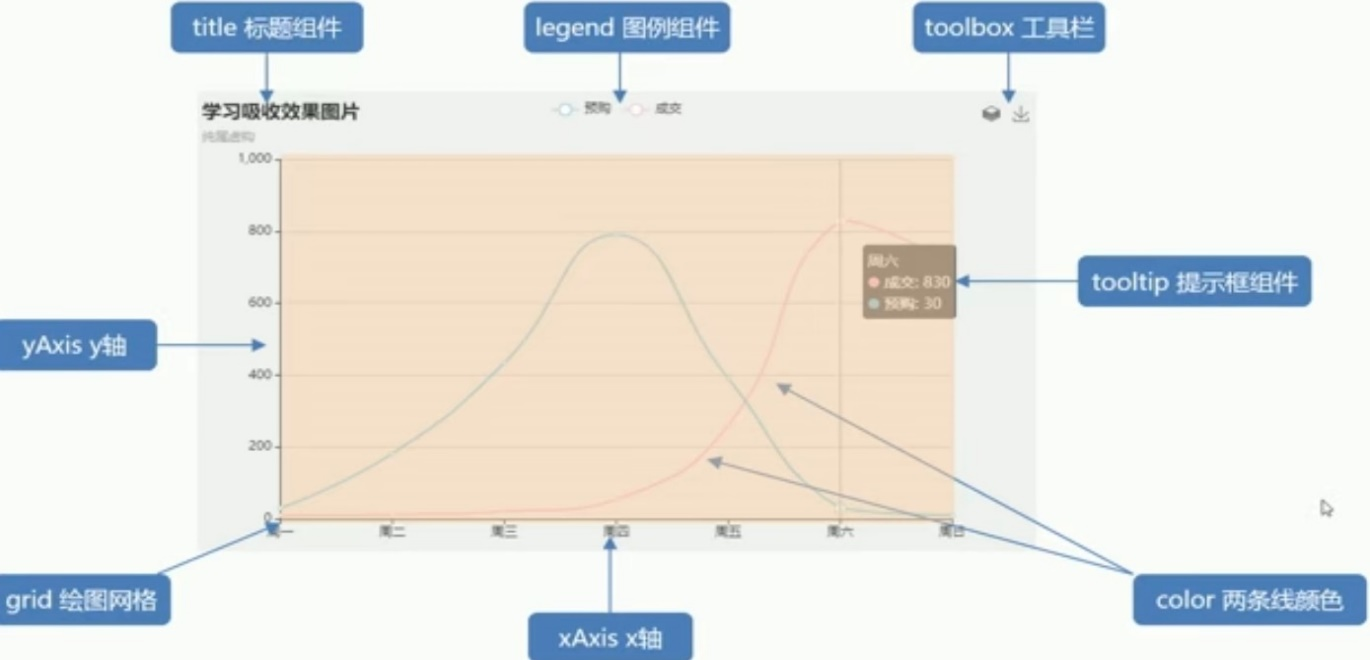 title 标题组件
legend 图例组件
toolbox 工具栏
学习吸收效果图片
预购
成交
纯属虚构
1,000
800
周六
成交: 830
预购: 30
tooltip 提示框组件
600
yAxis y轴
400
200
0
周一
周二
周三
周四
周五
周六
周日
grid 绘图网格
xAxis x轴
color 两条线颜色